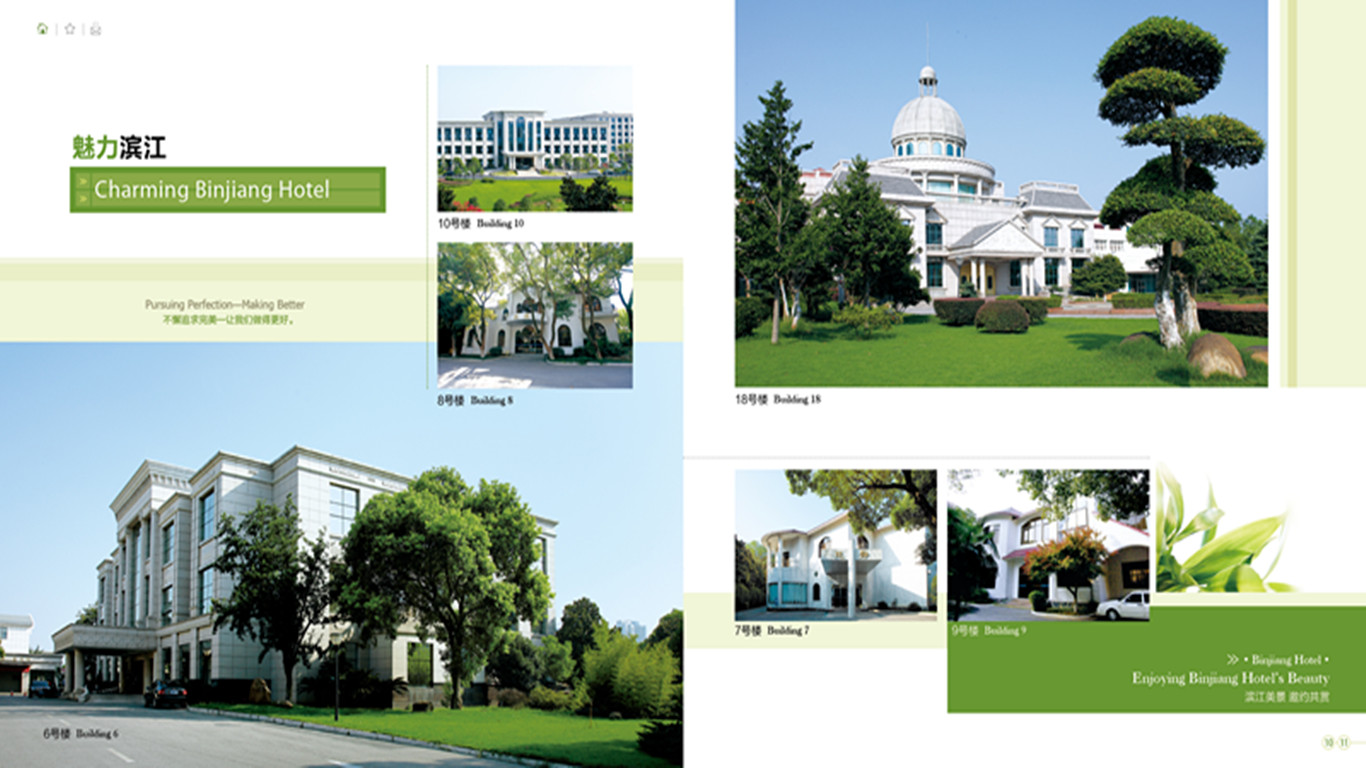 魅力滨江
Charming Binjiang Hotel
Pursuing Perfection—Making Better
不懈追求完美—让我们做得更好。
10号楼 Building 10
8号楼 Building 8
6号楼 Building 6
18号楼 Building 18
7号楼 Building 7
9号楼 Building 9
• Binjiang Hotel •
Enjoying Binjiang Hotel's Beauty
滨江美景 邀约共赏
10 11